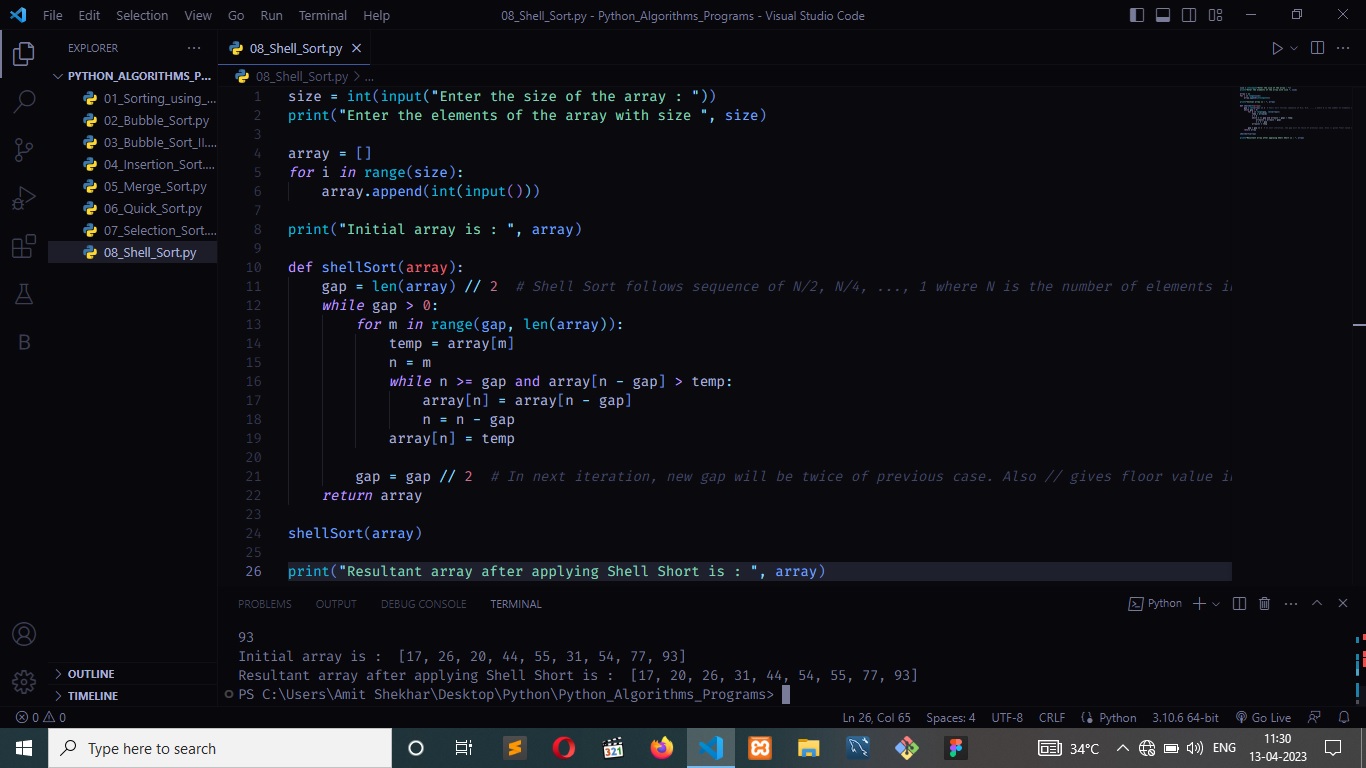 File Edit Selection View Go Run Terminal Help 08_Shell_Sort.py - Python_Algorithms_Programs - Visual Studio Code
EXPLORER ···
PYTHON_ALGORITHMS_P...
01_Sorting_using_...
02_Bubble_Sort.py
03_Bubble_Sort_II...
04_Insertion_Sort....
05_Merge_Sort.py
06_Quick_Sort.py
07_Selection_Sort....
08_Shell_Sort.py
OUTLINE
TIMELINE
08_Shell_Sort.py
08_Shell_Sort.py > ...
1 size = int(input("Enter the size of the array : "))
2 print("Enter the elements of the array with size ", size)
3
4 array = []
5 for i in range(size):
6     array.append(int(input()))
7
8 print("Initial array is : ", array)
9
10 def shellSort(array):
11     gap = len(array) // 2  # Shell Sort follows sequence of N/2, N/4, ..., 1 where N is the number of elements i
12     while gap > 0:
13         for m in range(gap, len(array)):
14             temp = array[m]
15             n = m
16             while n >= gap and array[n - gap] > temp:
17                 array[n] = array[n - gap]
18                 n = n - gap
19             array[n] = temp
20
21         gap = gap // 2  # In next iteration, new gap will be twice of previous case. Also // gives floor value i
22     return array
23
24 shellSort(array)
25
26 print("Resultant array after applying Shell Short is : ", array)
PROBLEMS OUTPUT DEBUG CONSOLE TERMINAL Python
93
Initial array is :  [17, 26, 20, 44, 55, 31, 54, 77, 93]
Resultant array after applying Shell Short is :  [17, 20, 26, 31, 44, 54, 55, 77, 93]
PS C:\Users\Amit Shekhar\Desktop\Python\Python_Algorithms_Programs>
0 0 Ln 26, Col 65 Spaces: 4 UTF-8 CRLF Python 3.10.6 64-bit Go Live
Type here to search 321 34°C ENG 11:30
13-04-2023